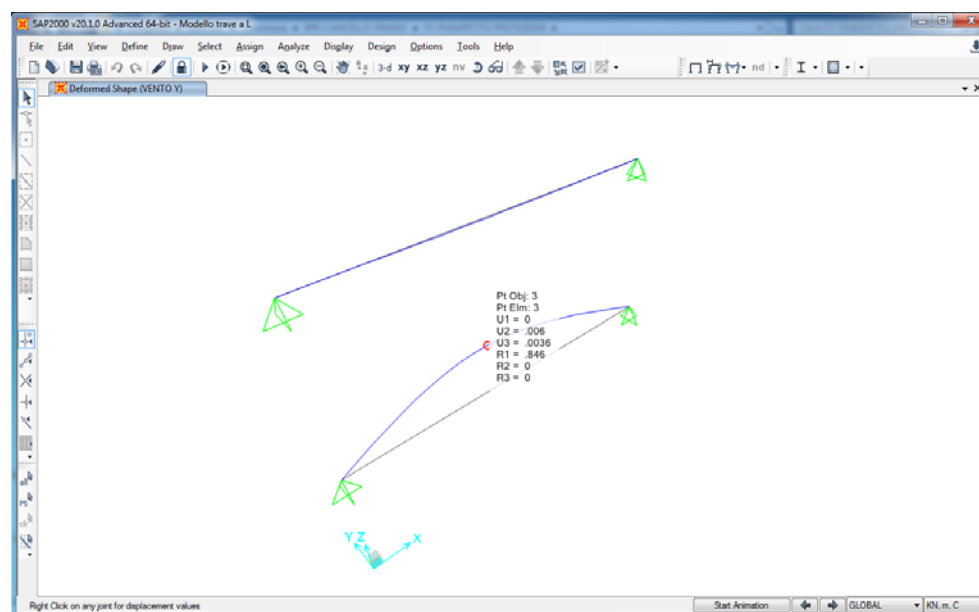 SAP2000 v20.1.0 Advanced 64-bit - Modello trave a L
File Edit View Define Draw Select Assign Analyze Display Design Options Tools Help
3-d xy xz yz nv
nd
Deformed Shape (VENTO Y)
Pt Obj: 3
Pt Elm: 3
U1 = 0
U2 = .006
U3 = .0036
R1 = .846
R2 = 0
R3 = 0
Y Z X
all
Right Click on any joint for displacement values
Start Animation
GLOBAL
KN, m, C